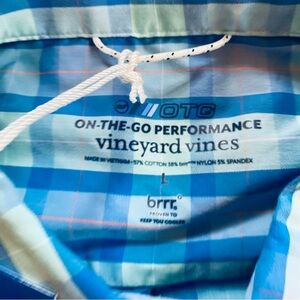 OTG
ON-THE-GO PERFORMANCE
vineyard vines
MADE IN VIETNAM • 57% COTTON 38% brrr™ NYLON 5% SPANDEX
L
brrr°
PROVEN TO
KEEP YOU COOLER